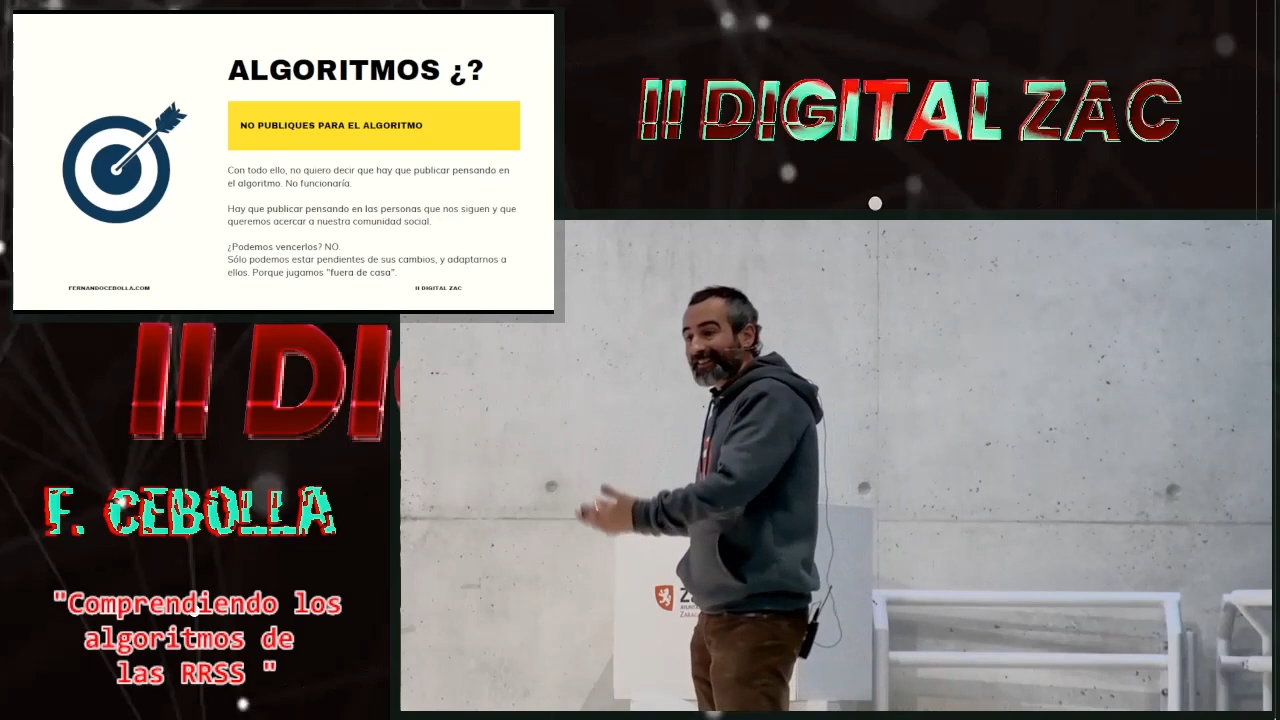 ALGORITMOS ¿?
NO PUBLIQUES PARA EL ALGORITMO
Con todo ello, no quiero decir que hay que publicar pensando en
el algoritmo. No funcionaría.
Hay que publicar pensando en las personas que nos siguen y que
queremos acercar a nuestra comunidad social.
¿Podemos vencerlos? NO.
Sólo podemos estar pendientes de sus cambios, y adaptarnos a
ellos. Porque jugamos "fuera de casa".
FERNANDOCEBOLLA.COM
II DIGITAL ZAC
II DIGITAL ZAC
II DI
F. CEBOLLA
"Comprendiendo los
algoritmos de
las RRSS "